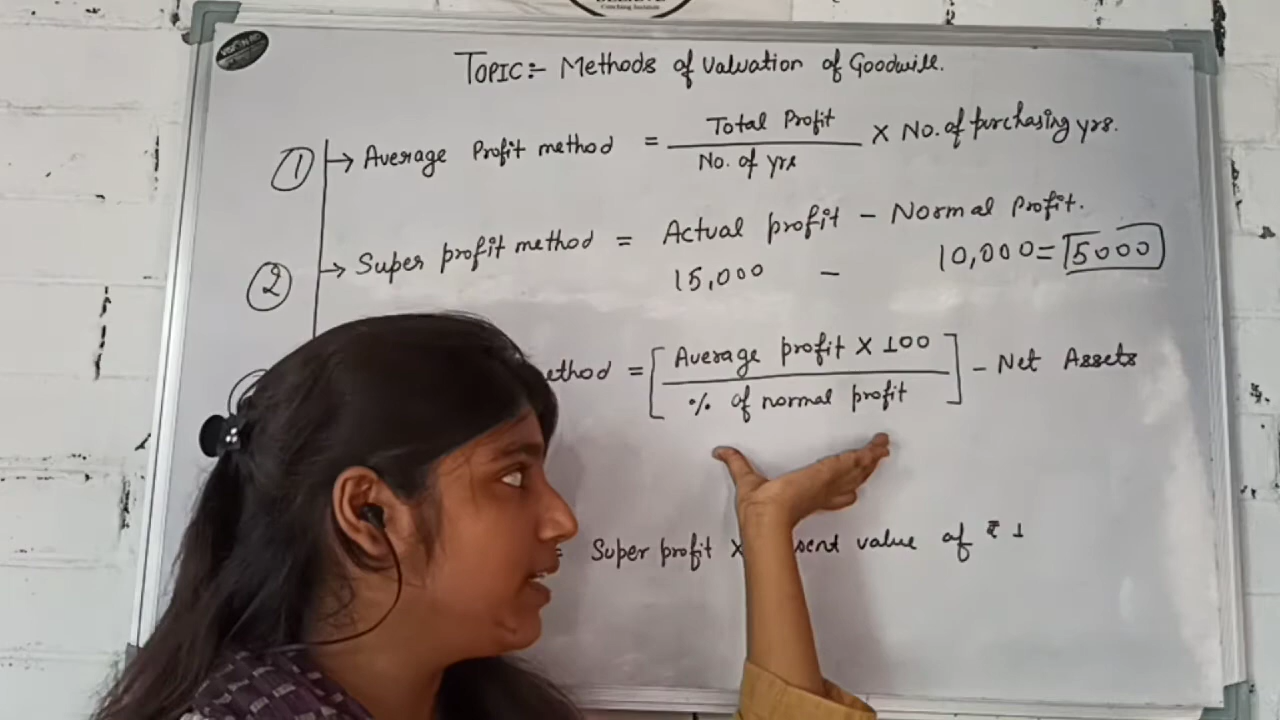 TOPIC:- Methods of Valuation of Goodwill.
① → Average Profit method = Total Profit / No. of yrs × No. of purchasing yrs.
② → Super profit method = Actual profit - Normal Profit.
15,000 - 10,000 = 5000
ethod = [Average profit × 100 / % of normal profit] - Net Assets
= Super profit × sent value of ₹ 1